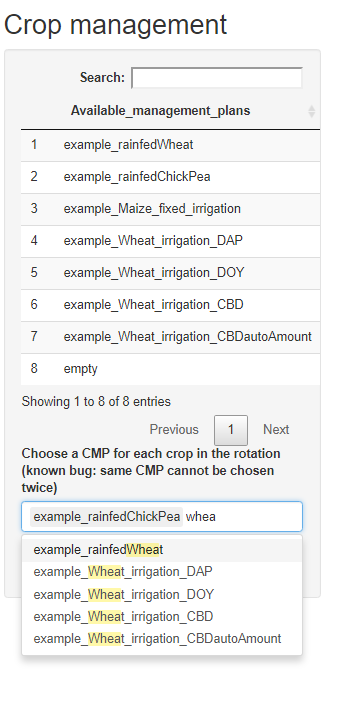 Crop management
Search:
Available_management_plans
1 example_rainfedWheat
2 example_rainfedChickPea
3 example_Maize_fixed_irrigation
4 example_Wheat_irrigation_DAP
5 example_Wheat_irrigation_DOY
6 example_Wheat_irrigation_CBD
7 example_Wheat_irrigation_CBDautoAmount
8 empty
Showing 1 to 8 of 8 entries
Previous 1 Next
Choose a CMP for each crop in the rotation
(known bug: same CMP cannot be chosen
twice)
example_rainfedChickPea whea
example_rainfedWheat
example_Wheat_irrigation_DAP
example_Wheat_irrigation_DOY
example_Wheat_irrigation_CBD
example_Wheat_irrigation_CBDautoAmount